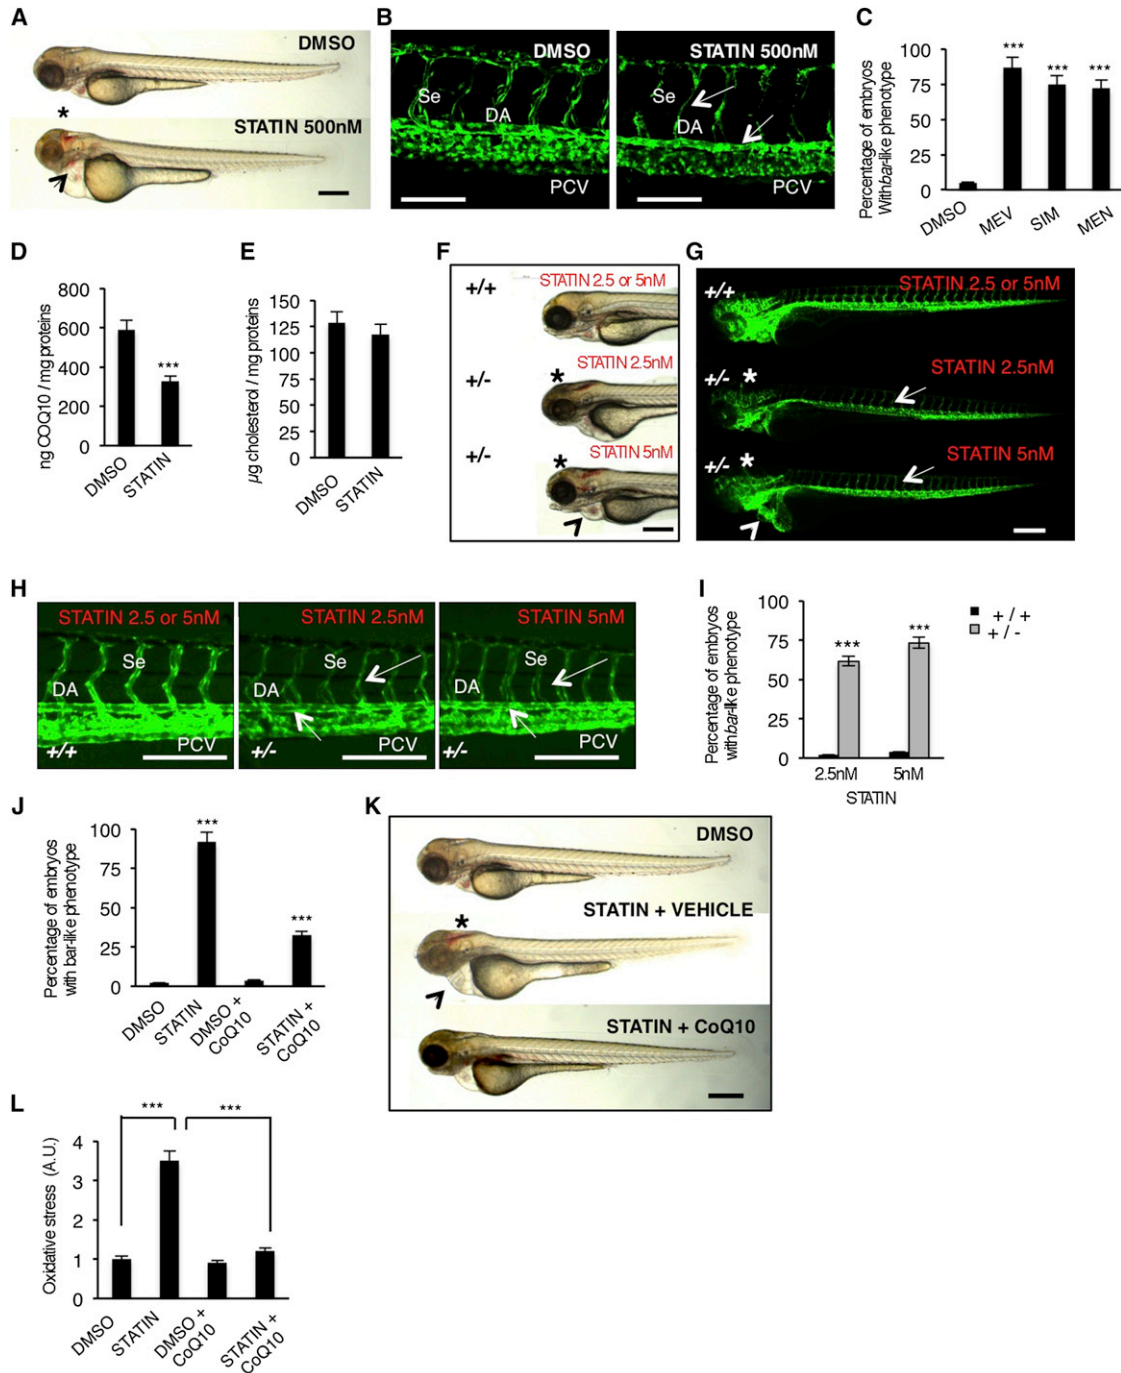 A
DMSO
*
STATIN 500nM
B
DMSO
Se
DA
PCV
STATIN 500nM
Se
DA
PCV
C
Percentage of embryos
With bar-like phenotype
100
75
50
25
0
***
***
***
DMSO
MEV
SIM
MEN
D
ng COQ10 / mg proteins
800
600
400
200
0
***
DMSO
STATIN
E
µg cholesterol / mg proteins
150
125
100
75
50
25
0
DMSO
STATIN
F
+/+
STATIN 2.5 or 5nM
+/-
STATIN 2.5nM
*
+/-
STATIN 5nM
*
G
+/+
STATIN 2.5 or 5nM
+/-
*
STATIN 2.5nM
+/-
*
STATIN 5nM
H
STATIN 2.5 or 5nM
Se
DA
PCV
+/+
STATIN 2.5nM
Se
DA
PCV
+/-
STATIN 5nM
Se
DA
PCV
+/-
I
Percentage of embryos
with bar-like phenotype
100
75
50
25
0
***
***
2.5nM
5nM
STATIN
+ / +
+ / -
J
Percentage of embryos
with bar-like phenotype
100
75
50
25
0
***
***
DMSO
STATIN
DMSO +
CoQ10
STATIN +
CoQ10
K
DMSO
STATIN + VEHICLE
*
STATIN + CoQ10
L
Oxidative stress (A.U.)
4
3
2
1
0
***
***
DMSO
STATIN
DMSO +
CoQ10
STATIN +
CoQ10